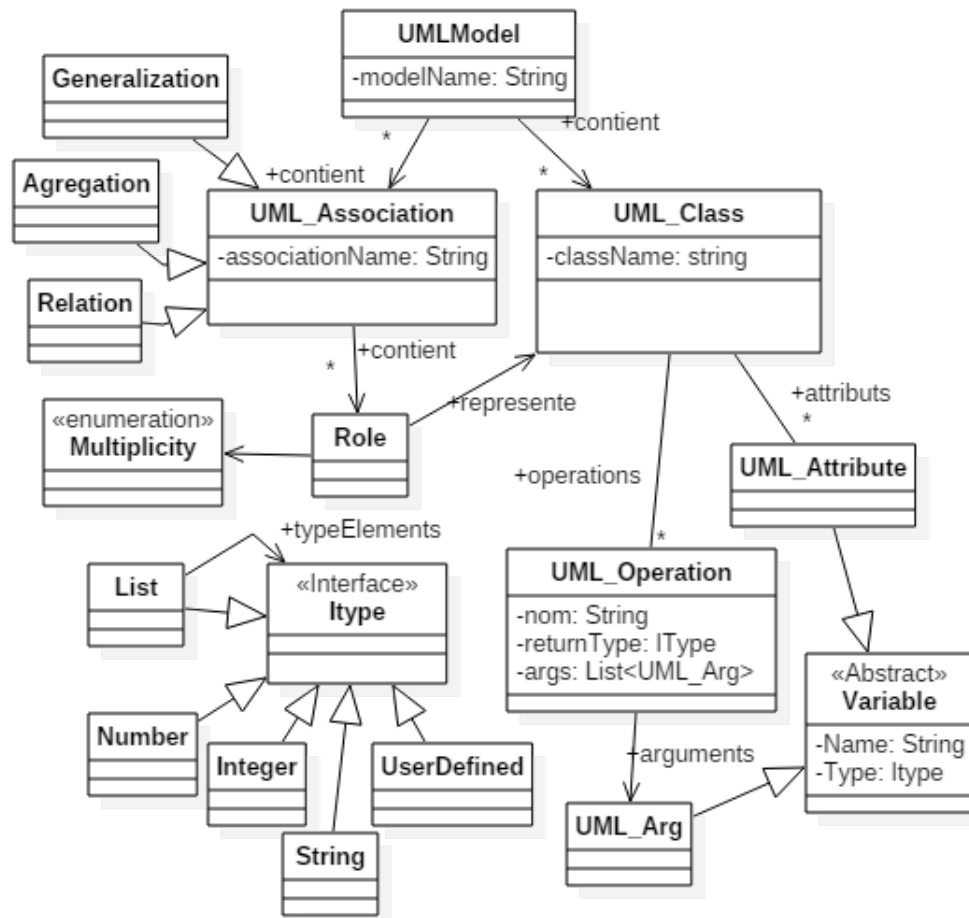 UMLModel
-modelName: String
Generalization
+contient
*
*
+contient
Agregation
UML_Association
-associationName: String
UML_Class
-className: string
Relation
+contient
*
+represente
+attributs
*
«enumeration»
Multiplicity
Role
UML_Attribute
+operations
*
+typeElements
List
«Interface»
Itype
UML_Operation
-nom: String
-returnType: IType
-args: List<UML_Arg>
«Abstract»
Variable
-Name: String
-Type: Itype
Number
Integer
UserDefined
+arguments
String
UML_Arg